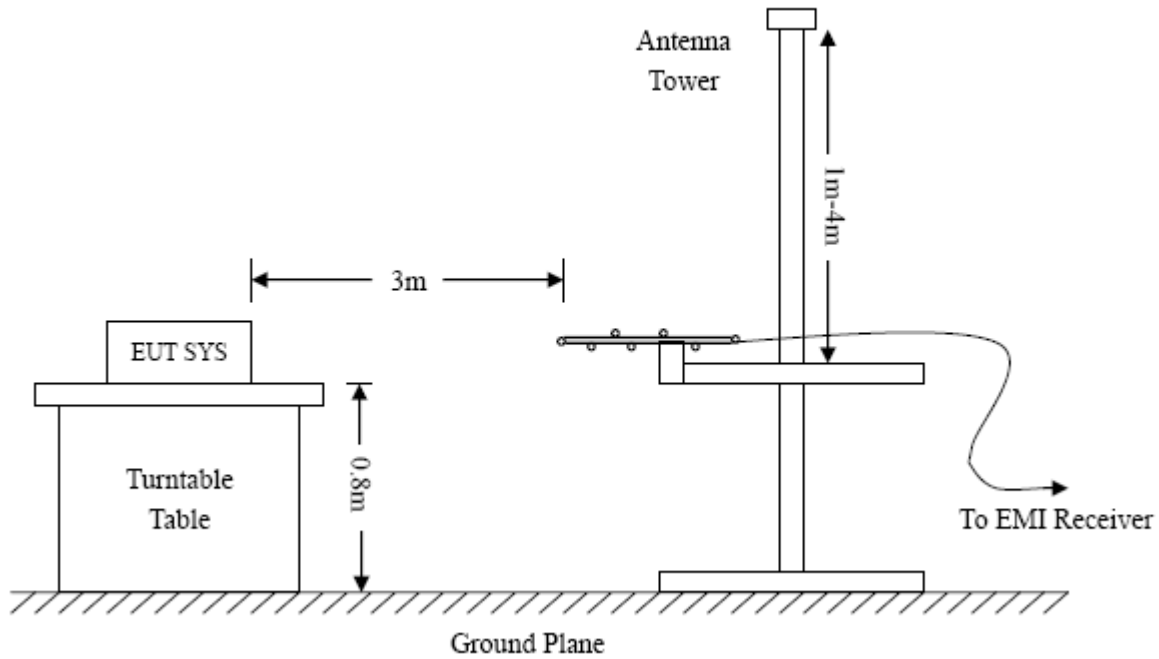 Antenna
Tower
1m-4m
3m
EUT SYS
Turntable
Table
0.8m
To EMI Receiver
Ground Plane